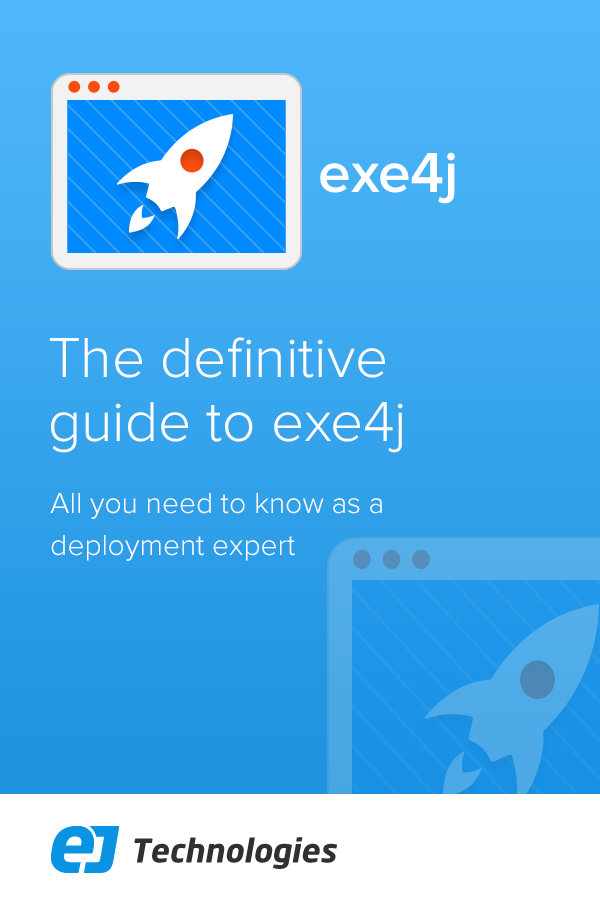 exe4j
The definitive
guide to exe4j
All you need to know as a
deployment expert
ej Technologies